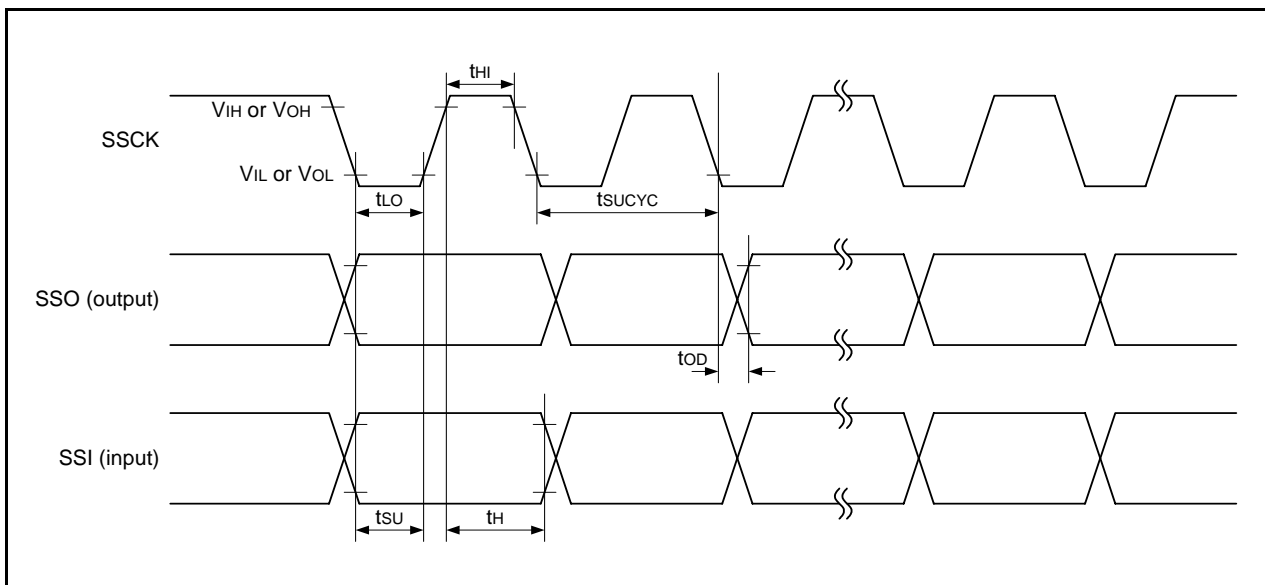 tHI
VIH or VOH
SSCK
VIL or VOL
tLO
tSUCYC
SSO (output)
tOD
SSI (input)
tSU
tH